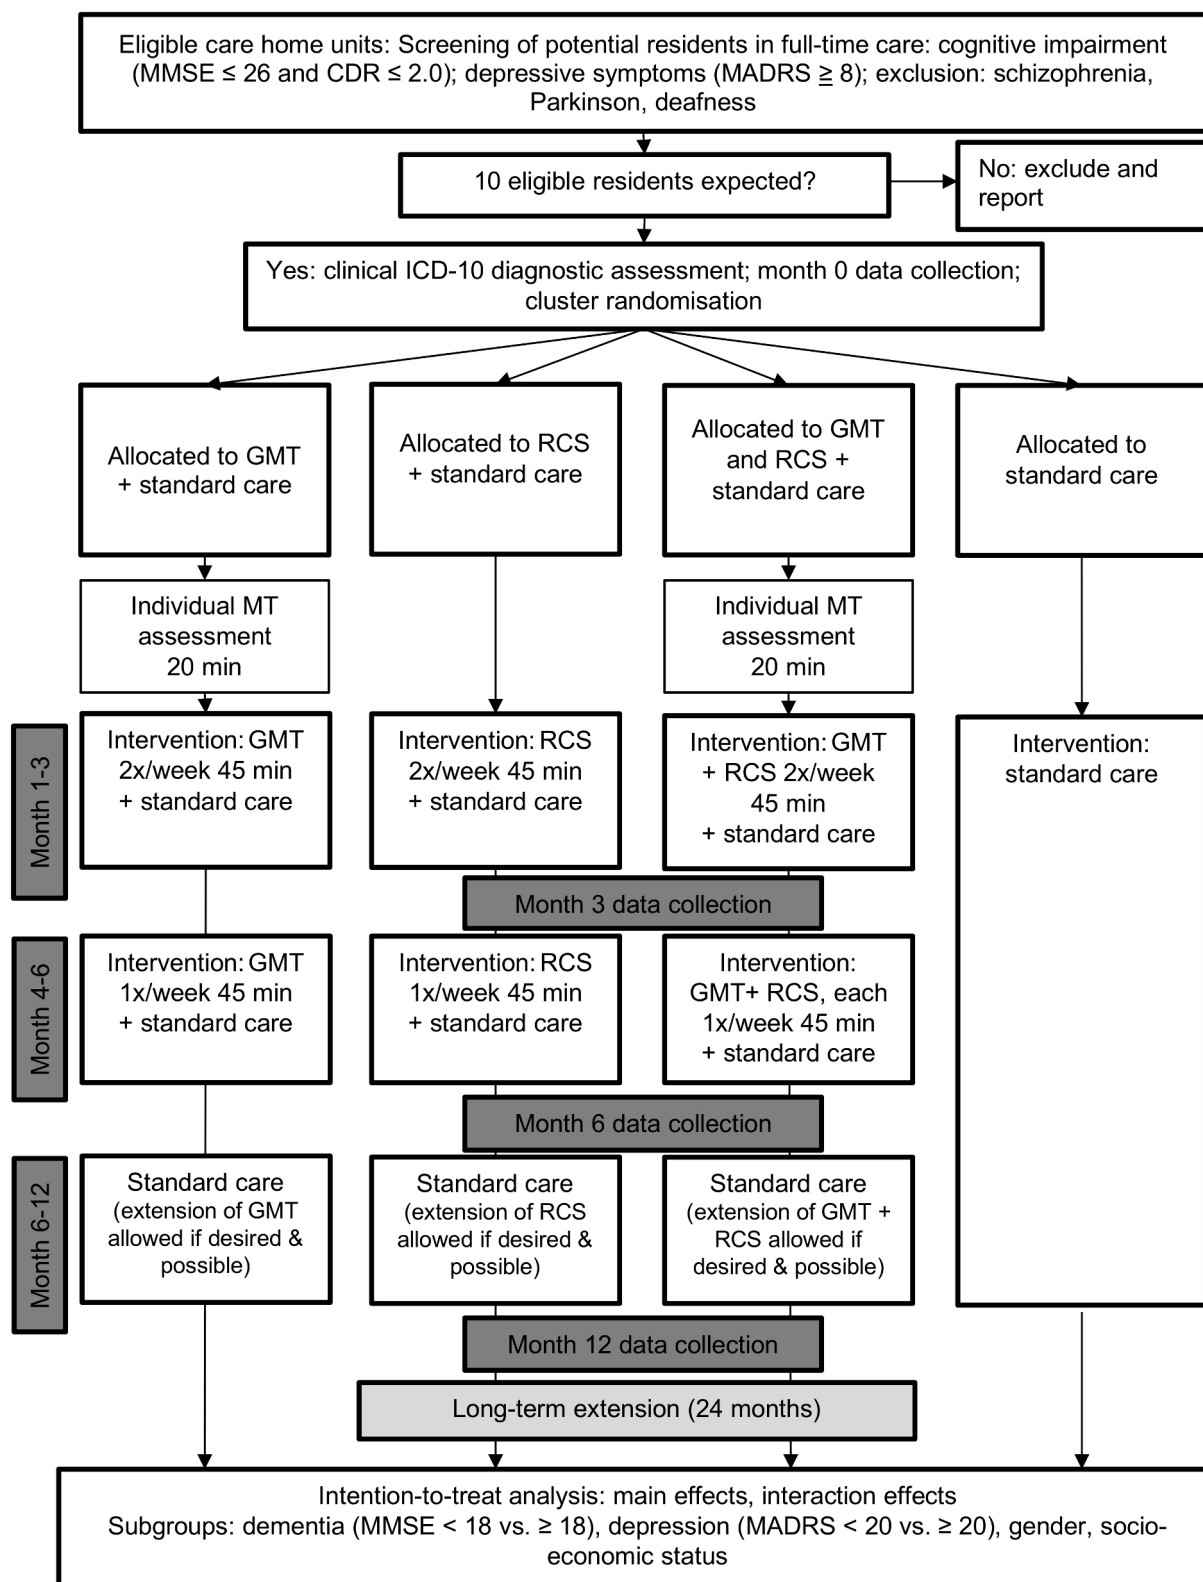 Eligible care home units: Screening of potential residents in full-time care: cognitive impairment
(MMSE ≤ 26 and CDR ≤ 2.0); depressive symptoms (MADRS ≥ 8); exclusion: schizophrenia,
Parkinson, deafness
10 eligible residents expected?
No: exclude and
report
Yes: clinical ICD-10 diagnostic assessment; month 0 data collection;
cluster randomisation
Allocated to GMT
+ standard care
Allocated to RCS
+ standard care
Allocated to GMT
and RCS +
standard care
Allocated to
standard care
Individual MT
assessment
20 min
Individual MT
assessment
20 min
Month 1-3
Intervention: GMT
2x/week 45 min
+ standard care
Intervention: RCS
2x/week 45 min
+ standard care
Intervention: GMT
+ RCS 2x/week
45 min
+ standard care
Intervention:
standard care
Month 3 data collection
Month 4-6
Intervention: GMT
1x/week 45 min
+ standard care
Intervention: RCS
1x/week 45 min
+ standard care
Intervention:
GMT+ RCS, each
1x/week 45 min
+ standard care
Month 6 data collection
Month 6-12
Standard care
(extension of GMT
allowed if desired &
possible)
Standard care
(extension of RCS
allowed if desired &
possible)
Standard care
(extension of GMT +
RCS allowed if
desired & possible)
Month 12 data collection
Long-term extension (24 months)
Intention-to-treat analysis: main effects, interaction effects
Subgroups: dementia (MMSE < 18 vs. ≥ 18), depression (MADRS < 20 vs. ≥ 20), gender, socio-
economic status